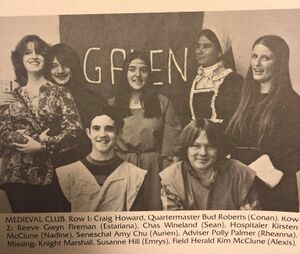 GALEN
MEDIEVAL CLUB. Row 1: Craig Howard, Quartermaster Bud Roberts (Conan). Row
2: Reeve Gwyn Fireman (Estariana), Chas Wineland (Sean), Hospitaler Kirsten
McClune (Nadine), Seneschal Amy Chu (Aurien), Adviser Polly Palmer (Rheanna).
Missing: Knight Marshall, Susanne Hill (Emrys), Field Herald Kim McClune (Alexis).